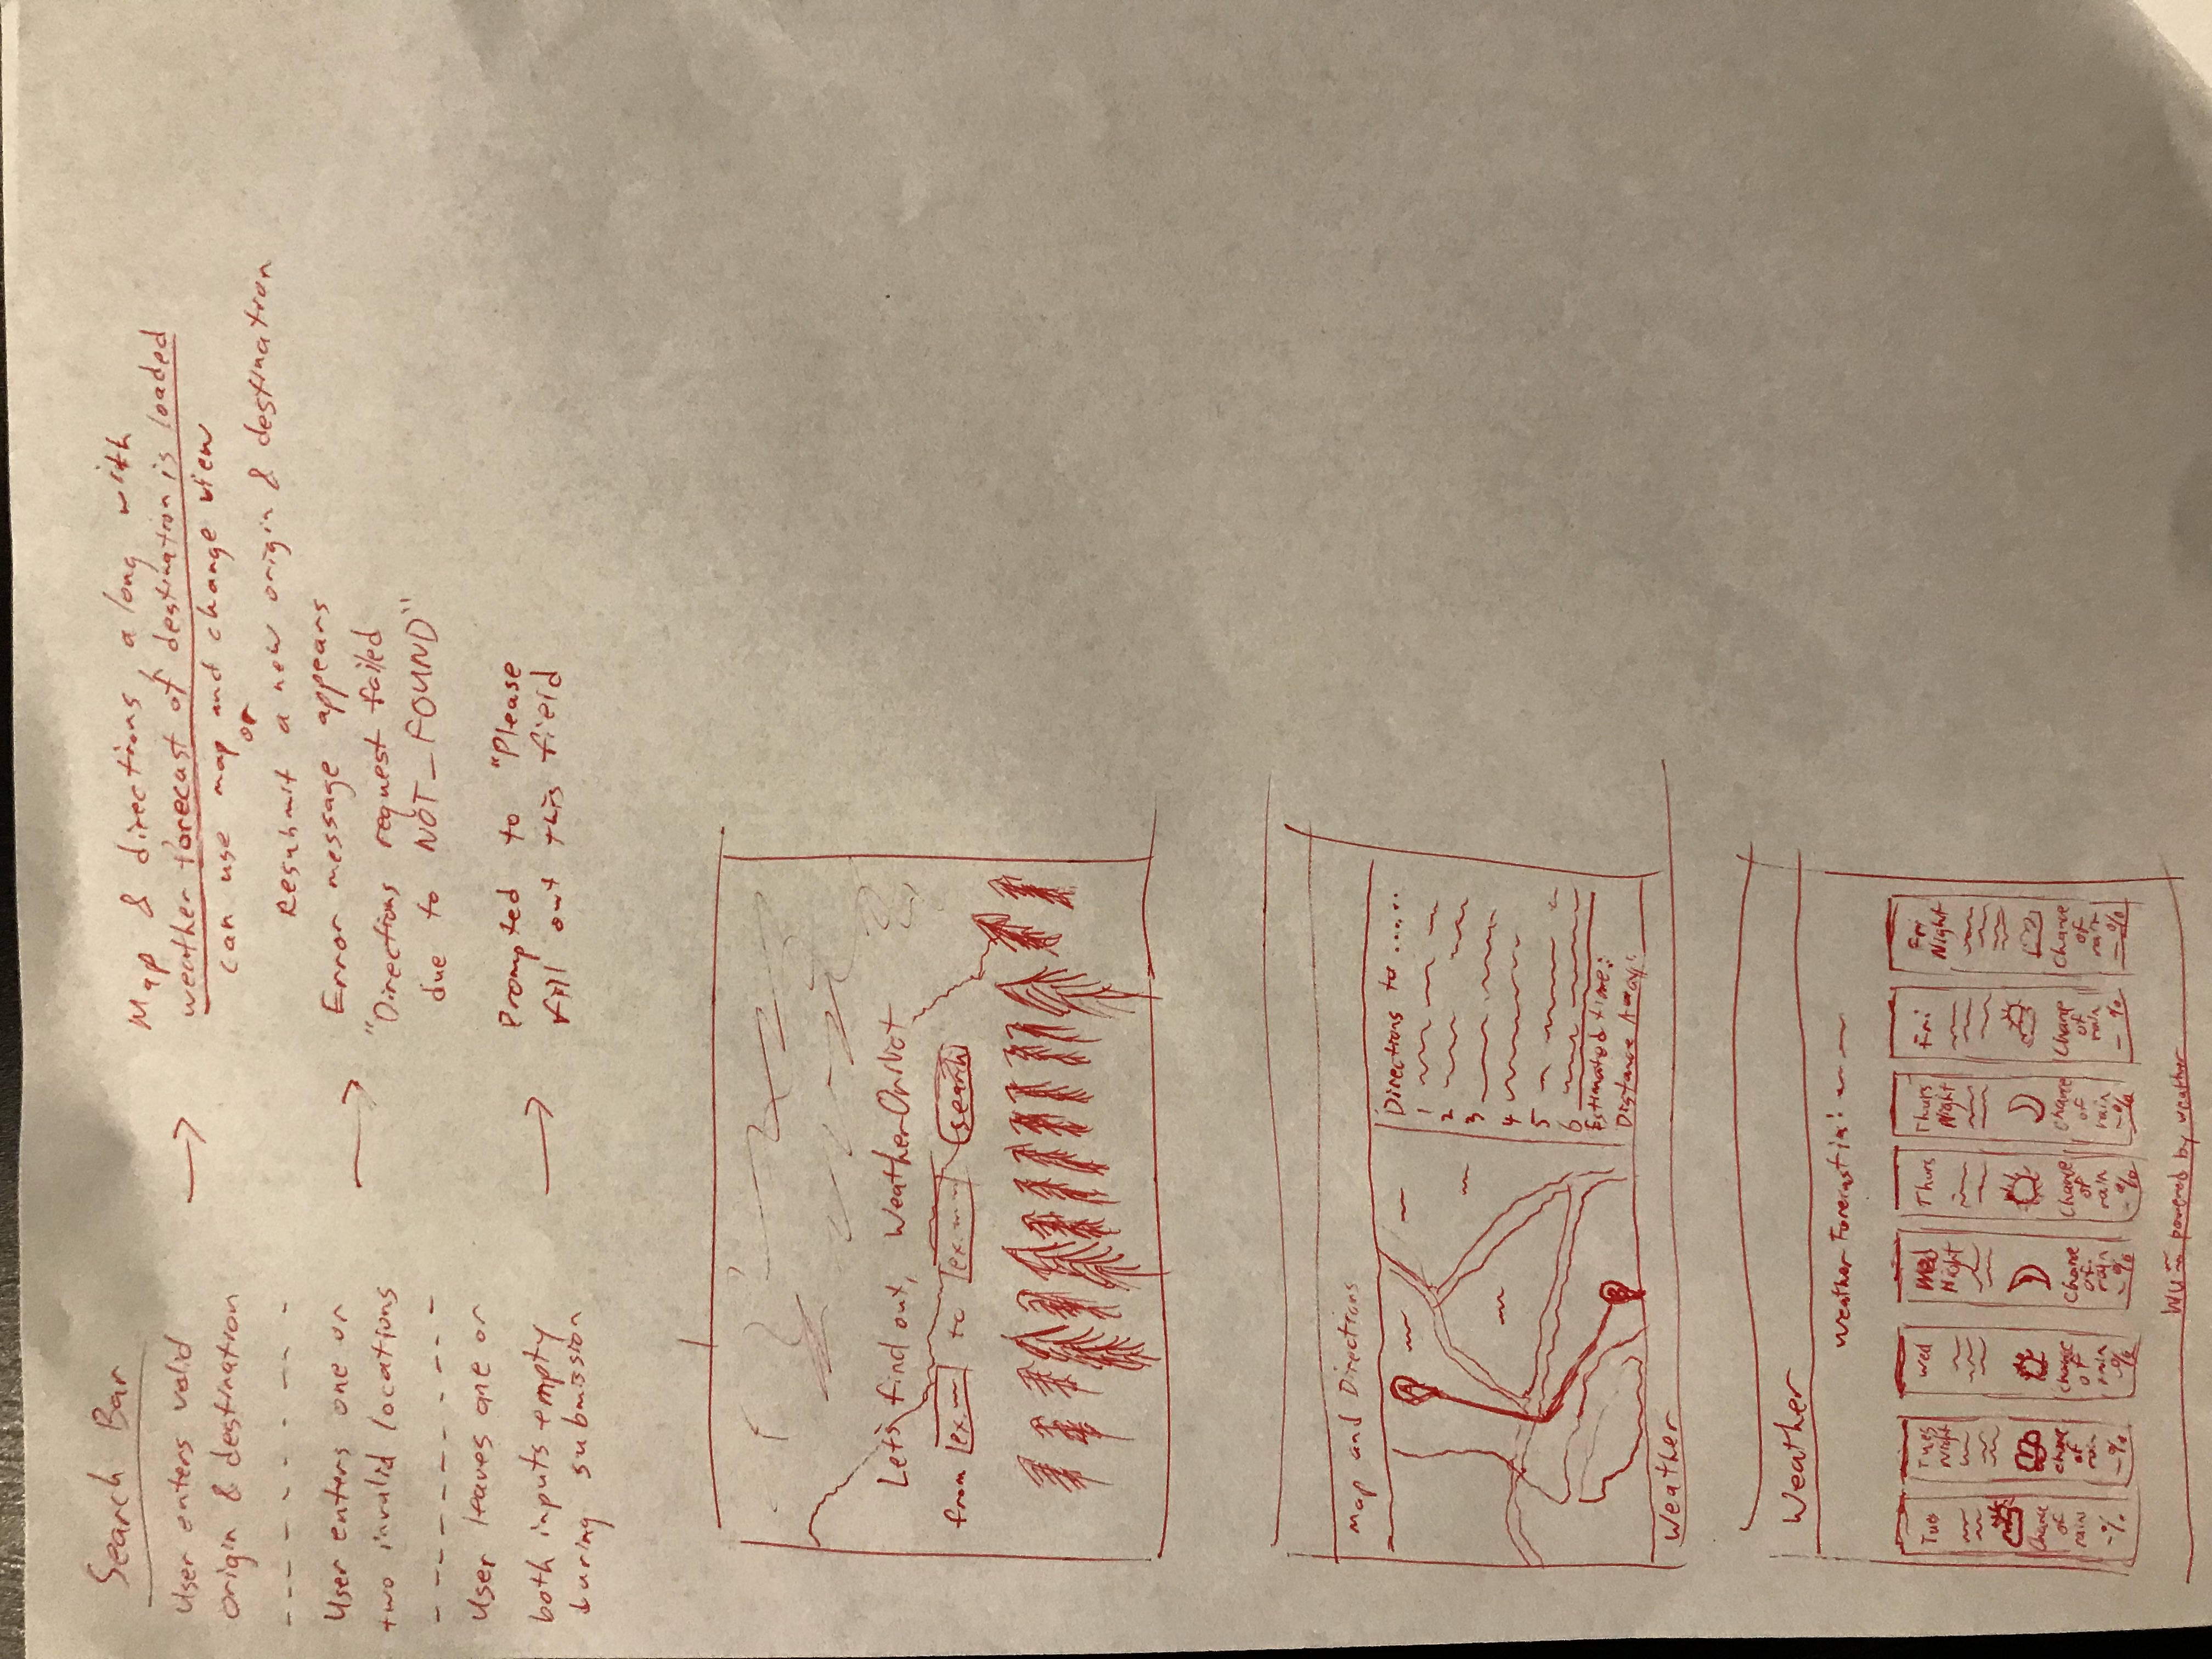 Search Bar
User enters valid
origin & destination
Map & directions, along with
weather forecast of destination is loaded
can use map and change view
or
Resubmit a new origin & destination
User enters one or
two invalid locations
Error message appears
"Directions request failed
due to NOT_FOUND"
User leaves one or
both inputs empty
during submission
Prompted to "Please
fill out this field
Let's find out, WeatherOrNot
from ex. to ex. search
Map and Directions
A
B
Directions to ......
1
2
3
4
5
6
Estimated time:
Distance
Weather
Weather
Weather Forecast in:
Tues
Chance
of
rain
-%
Tues
Night
chance
of
rain
-%
Wed
chance
of
rain
-%
Wed
Night
Chance
of
rain
-%
Thurs
Chance
of
rain
-%
Thurs
Night
Chance
of
rain
-%
Fri
Chance
of
rain
-%
Fri
Night
Chance
of
rain
-%
WU powered by weather